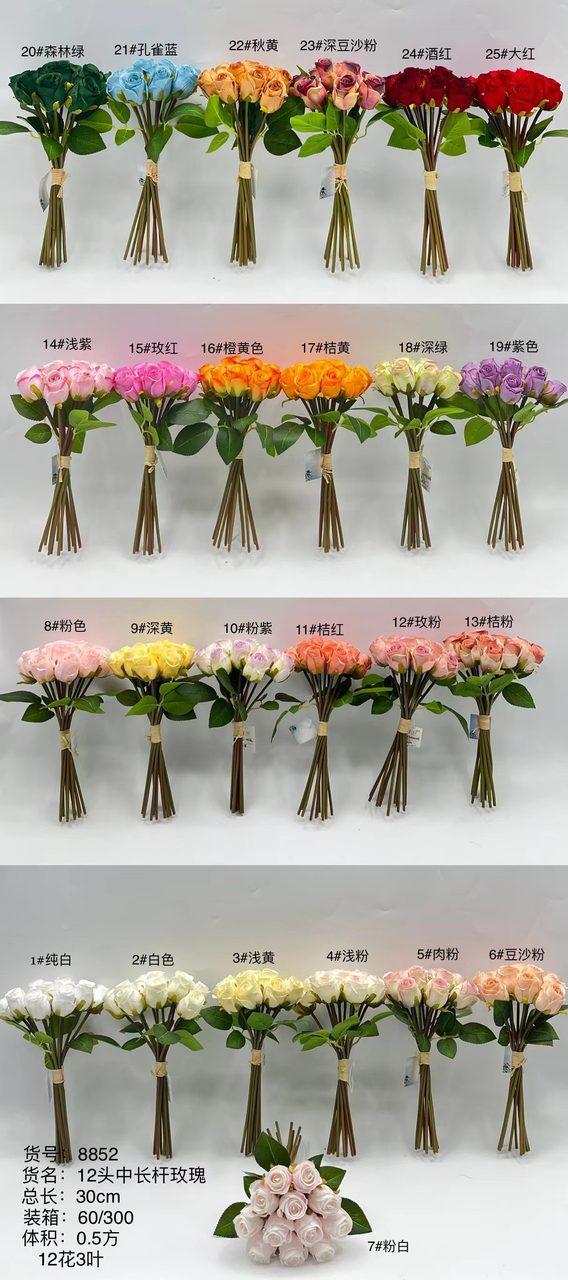 20#森林绿
21#孔雀蓝
22#秋黄
23#深豆沙粉
24#酒红
25#大红
14#浅紫
15#玫红
16#橙黄色
17#桔黄
18#深绿
19#紫色
8#粉色
9#深黄
10#粉紫
11#桔红
12#玫粉
13#桔粉
1#纯白
2#白色
3#浅黄
4#浅粉
5#肉粉
6#豆沙粉
货号：8852
货名：12头中长杆玫瑰
总长：30cm
装箱：60/300
体积：0.5方
12花3叶
7#粉白